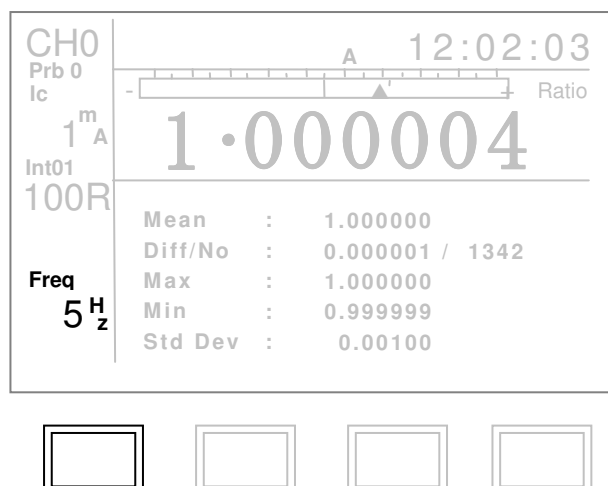 CH0
Prb 0
Ic
1 mA
Int01
100R
Freq
5 Hz
A 12:02:03
- + Ratio
1.000004
Mean : 1.000000
Diff/No : 0.000001 / 1342
Max : 1.000000
Min : 0.999999
Std Dev : 0.00100